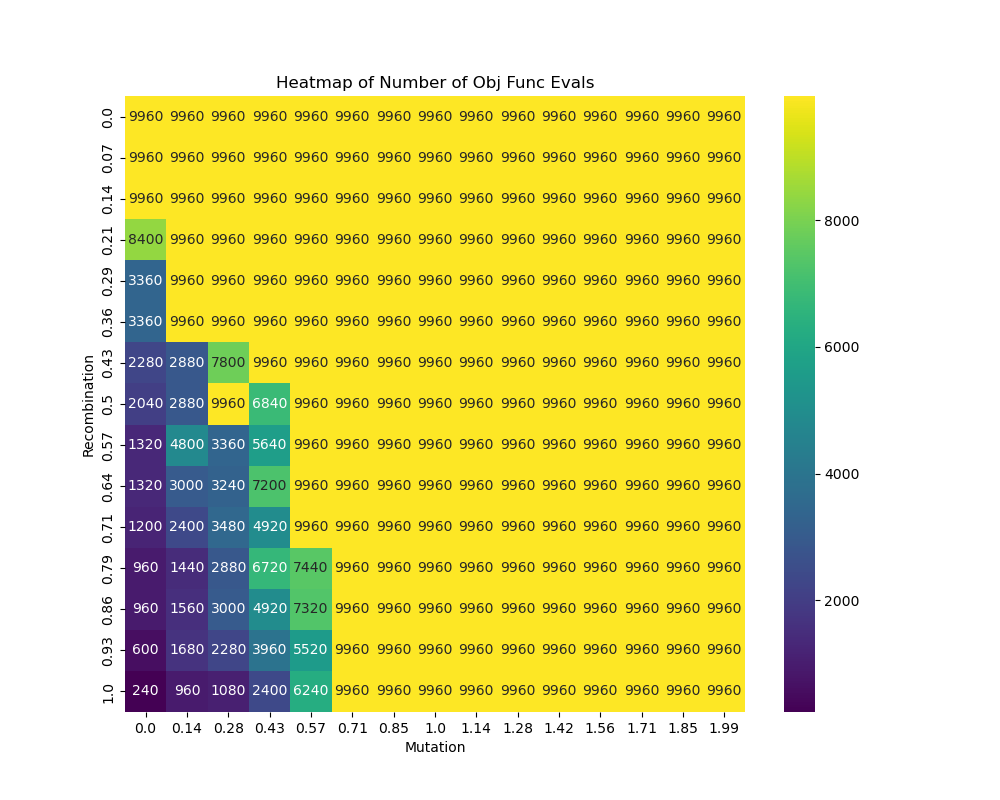 Heatmap of Number of Obj Func Evals
0.0 9960 9960 9960 9960 9960 9960 9960 9960 9960 9960 9960 9960 9960 9960 9960
0.07 9960 9960 9960 9960 9960 9960 9960 9960 9960 9960 9960 9960 9960 9960 9960
0.14 9960 9960 9960 9960 9960 9960 9960 9960 9960 9960 9960 9960 9960 9960 9960
0.21 8400 9960 9960 9960 9960 9960 9960 9960 9960 9960 9960 9960 9960 9960 9960
0.29 3360 9960 9960 9960 9960 9960 9960 9960 9960 9960 9960 9960 9960 9960 9960
0.36 3360 9960 9960 9960 9960 9960 9960 9960 9960 9960 9960 9960 9960 9960 9960
0.43 2280 2880 7800 9960 9960 9960 9960 9960 9960 9960 9960 9960 9960 9960 9960
0.5 2040 2880 9960 6840 9960 9960 9960 9960 9960 9960 9960 9960 9960 9960 9960
0.57 1320 4800 3360 5640 9960 9960 9960 9960 9960 9960 9960 9960 9960 9960 9960
0.64 1320 3000 3240 7200 9960 9960 9960 9960 9960 9960 9960 9960 9960 9960 9960
0.71 1200 2400 3480 4920 9960 9960 9960 9960 9960 9960 9960 9960 9960 9960 9960
0.79 960 1440 2880 6720 7440 9960 9960 9960 9960 9960 9960 9960 9960 9960 9960
0.86 960 1560 3000 4920 7320 9960 9960 9960 9960 9960 9960 9960 9960 9960 9960
0.93 600 1680 2280 3960 5520 9960 9960 9960 9960 9960 9960 9960 9960 9960 9960
1.0 240 960 1080 2400 6240 9960 9960 9960 9960 9960 9960 9960 9960 9960 9960
0.0 0.14 0.28 0.43 0.57 0.71 0.85 1.0 1.14 1.28 1.42 1.56 1.71 1.85 1.99
Mutation
Recombination
8000
6000
4000
2000